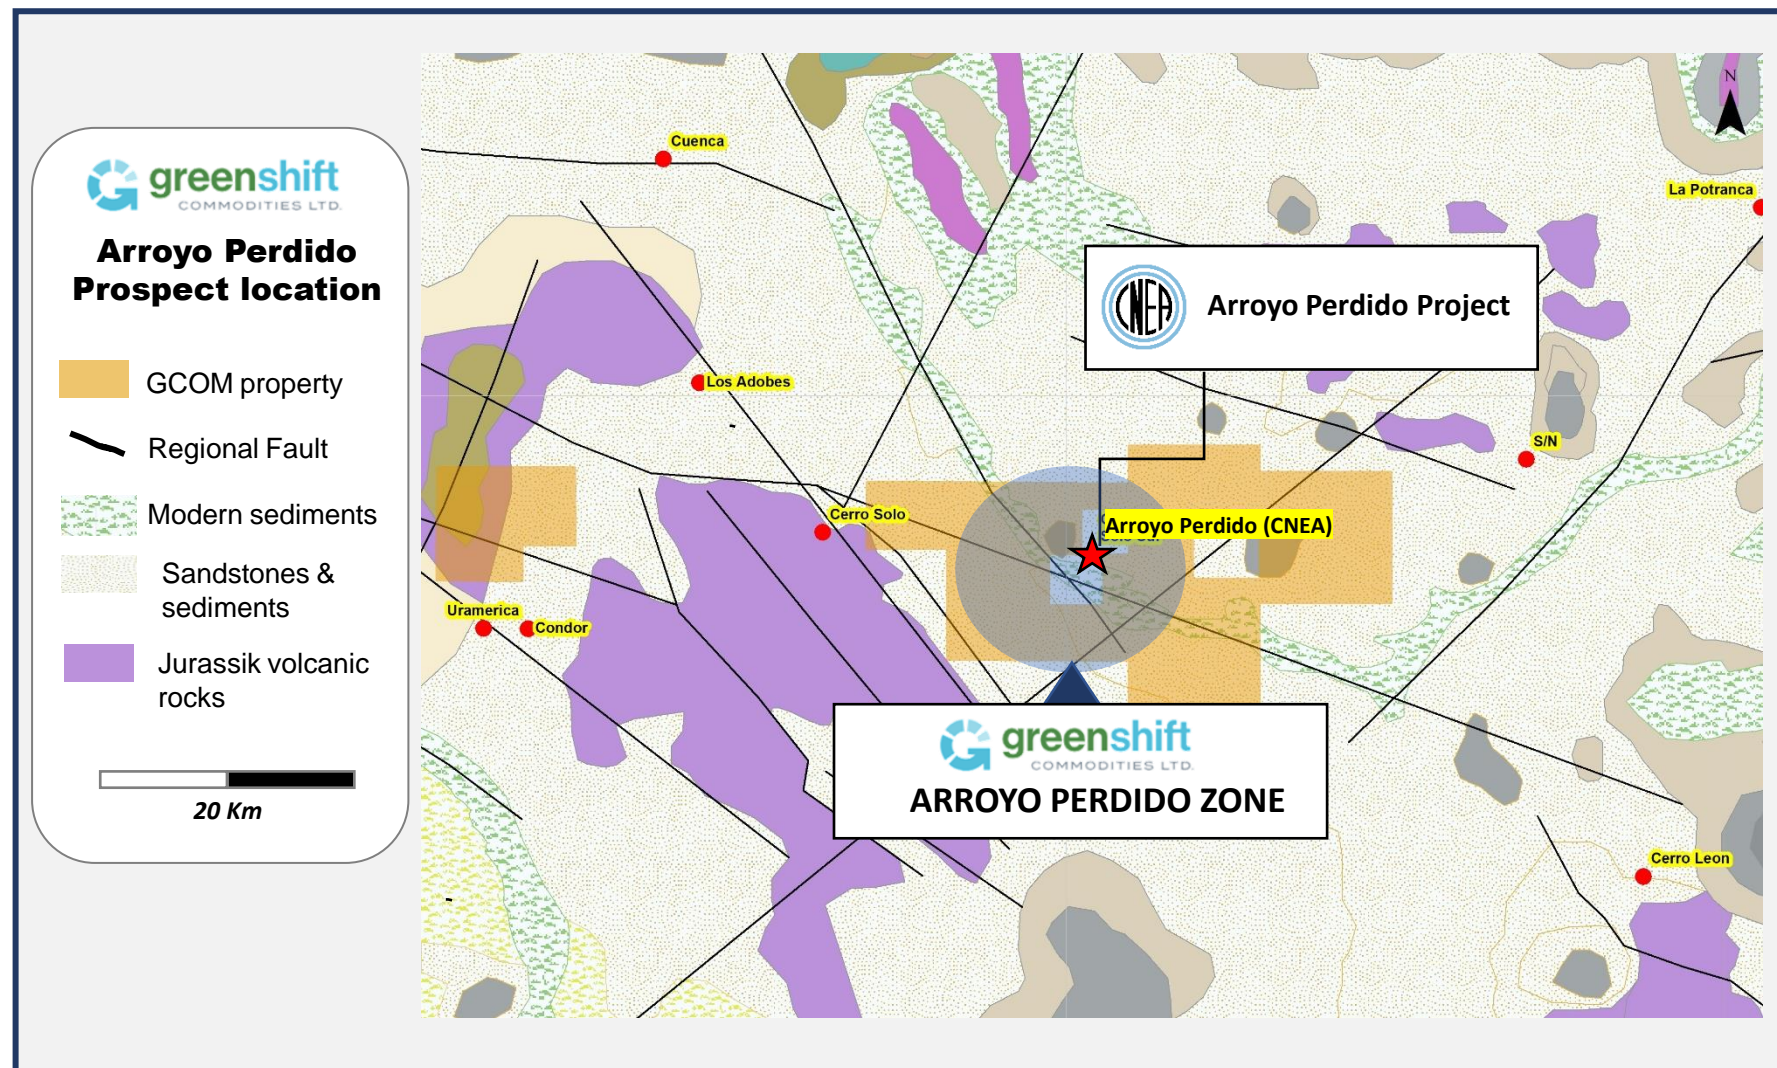 greenshift
COMMODITIES LTD.
Arroyo Perdido
Prospect location
GCOM property
Regional Fault
Modern sediments
Sandstones &
sediments
Jurassik volcanic
rocks
20 Km
N
Cuenca
La Potranca
CNEA
Arroyo Perdido Project
Los Adobes
S/N
Cerro Solo
Arroyo Perdido (CNEA)
Uramerica
Condor
greenshift
COMMODITIES LTD.
ARROYO PERDIDO ZONE
Cerro Leon